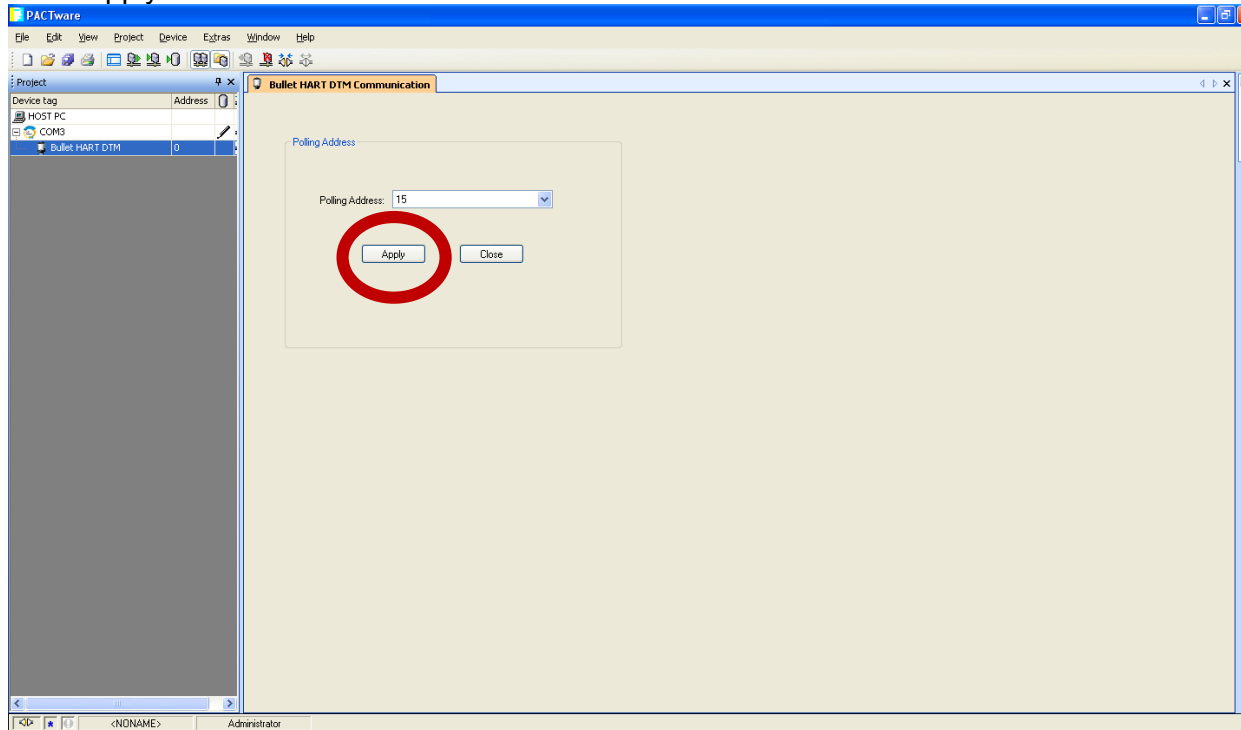 PACTware
File Edit View Project Device Extras Window Help
Project
Bullet HART DTM Communication
Device tag Address
HOST PC
COM3
Bullet HART DTM 0
Polling Address
Polling Address: 15
Apply Close
<NONAME> Administrator